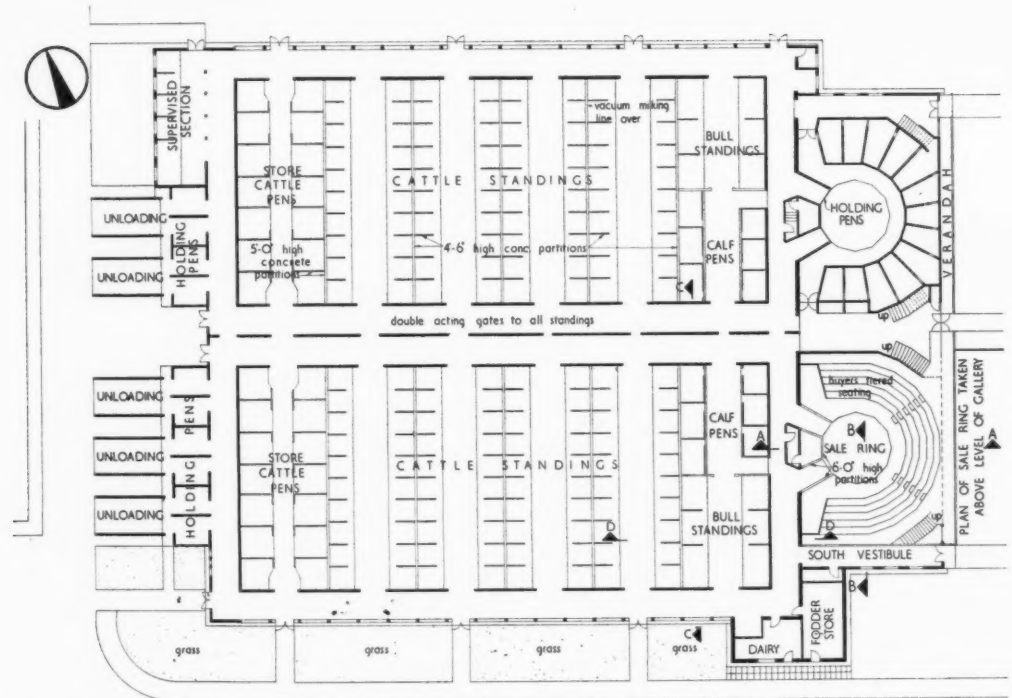 SUPERVISED
SECTION
UNLOADING
UNLOADING
HOLDING
PENS
STORE
CATTLE
PENS
5'-0" high
concrete
partitions
CATTLE STANDINGS
4'-6" high conc. partitions
vacuum milking
line over
BULL
STANDINGS
CALF
PENS
C
HOLDING
PENS
VERANDAH
up
double acting gates to all standings
up
UNLOADING
UNLOADING
UNLOADING
HOLDING PENS
STORE
CATTLE
PENS
CATTLE STANDINGS
D
CALF
PENS
A
BULL
STANDINGS
buyers tiered
seating
B
SALE RING
6'-0" high
partitions
up
D
PLAN OF SALE RING TAKEN
ABOVE LEVEL OF GALLERY
A
SOUTH VESTIBULE
B
FODDER
STORE
DAIRY
C
grass
grass
grass
grass